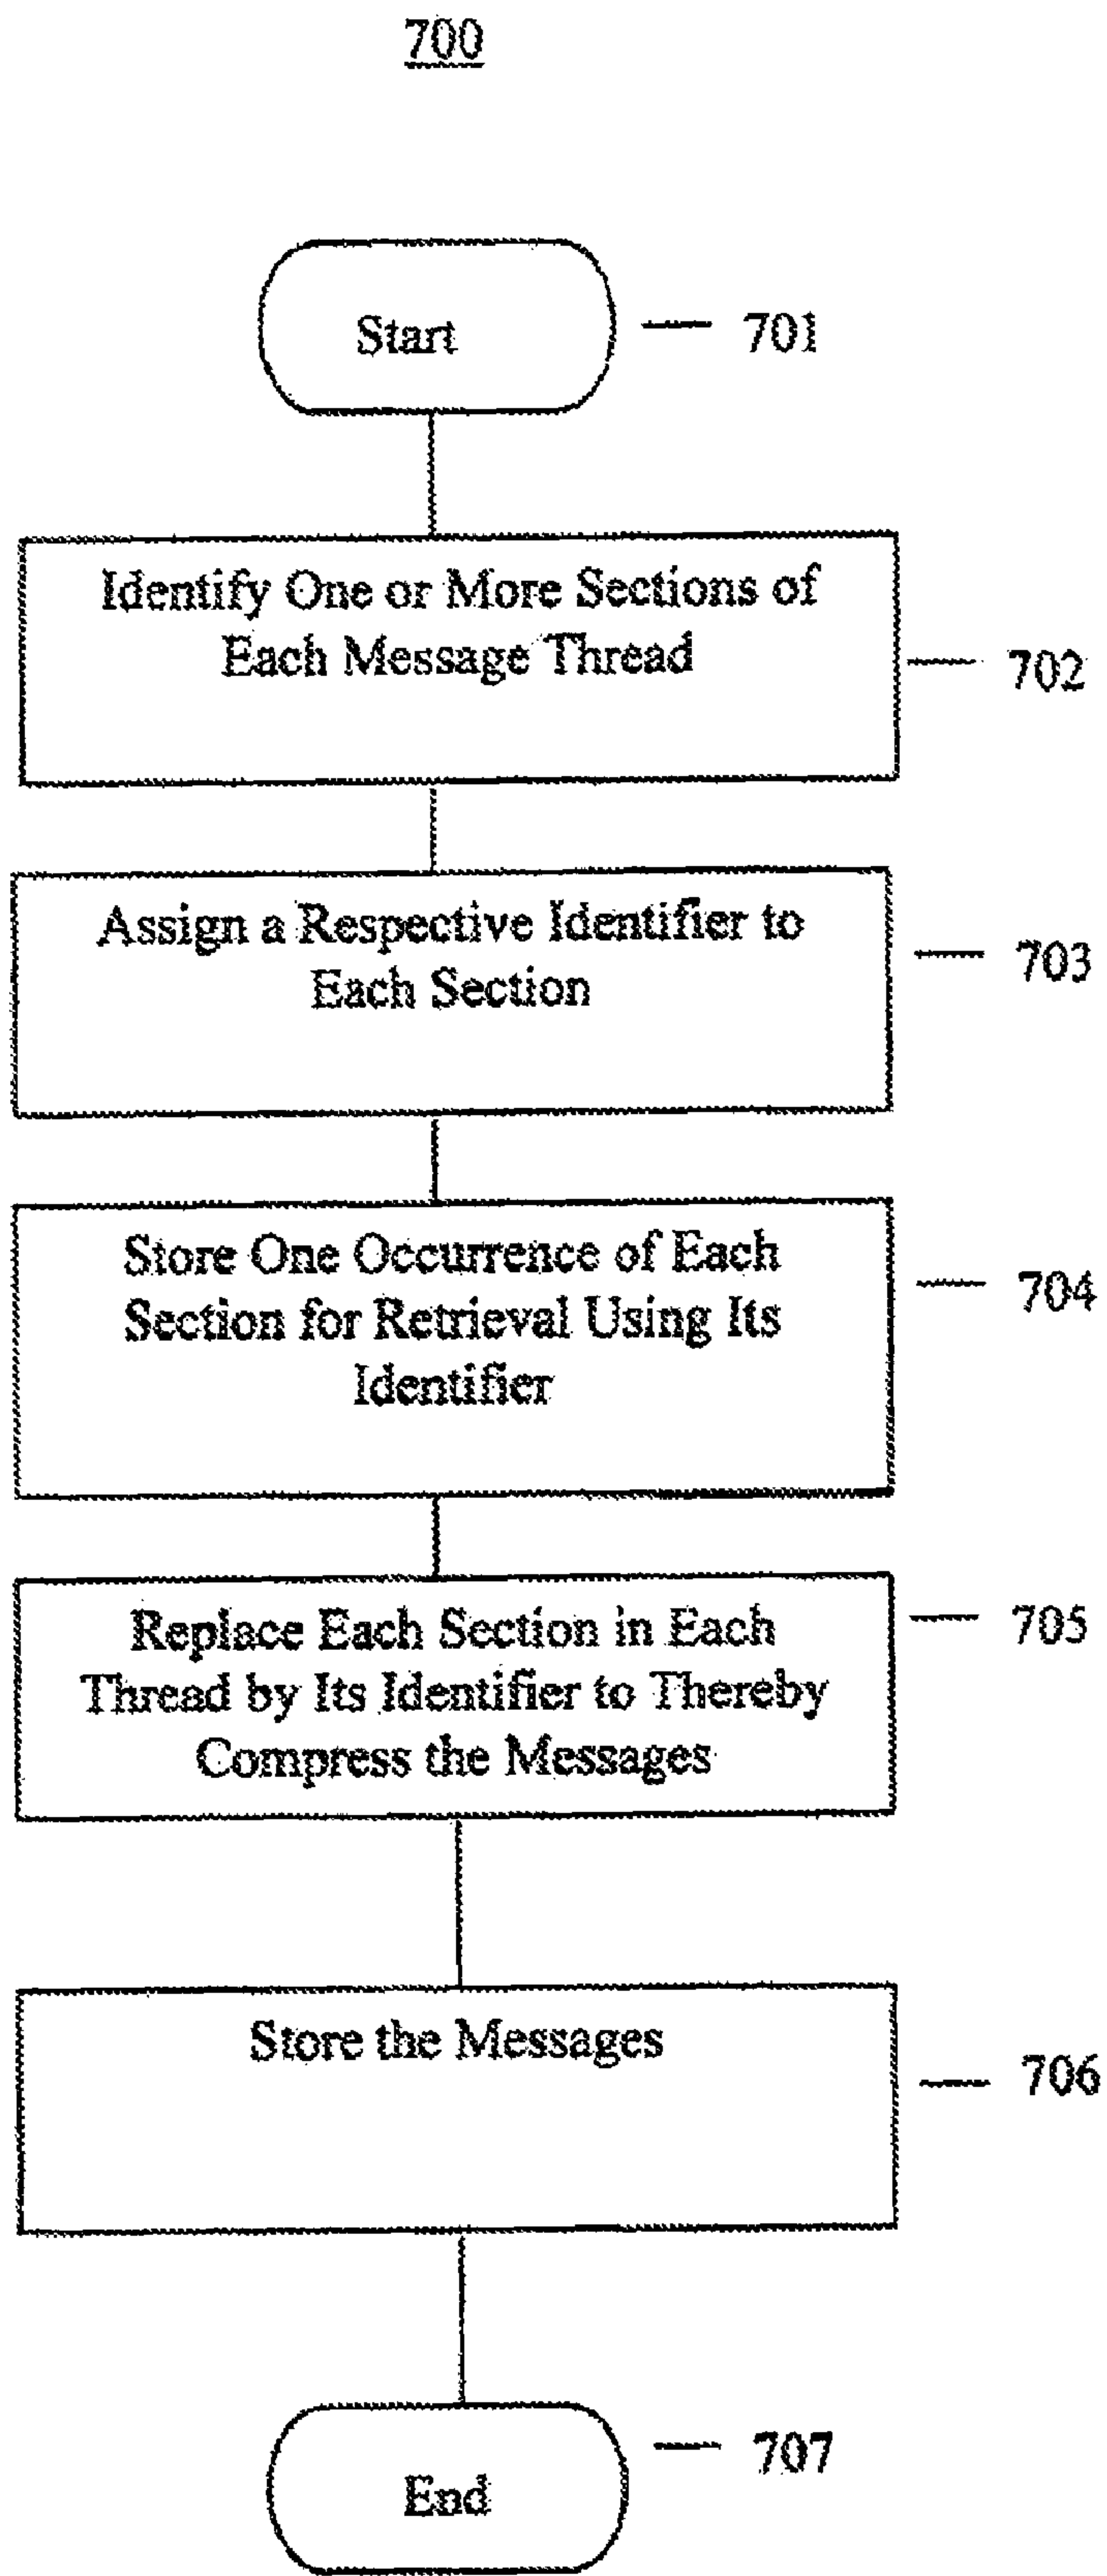 700
Start
701
Identify One or More Sections of
Each Message Thread
702
Assign a Respective Identifier to
Each Section
703
Store One Occurrence of Each
Section for Retrieval Using Its
Identifier
704
Replace Each Section in Each
Thread by Its Identifier to Thereby
Compress the Messages
705
Store the Messages
706
End
707